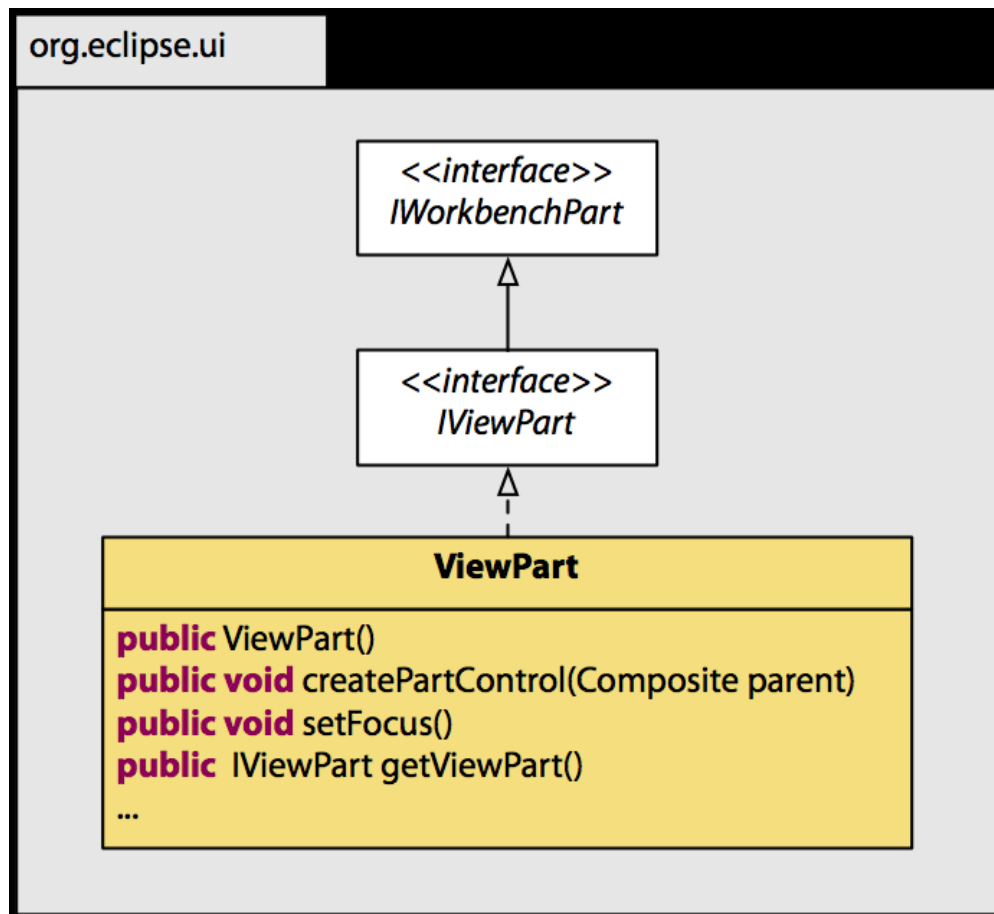 org.eclipse.ui
<<interface>>
IWorkbenchPart
<<interface>>
IViewPart
ViewPart
public ViewPart()
public void createPartControl(Composite parent)
public void setFocus()
public IViewPart getViewPart()
...